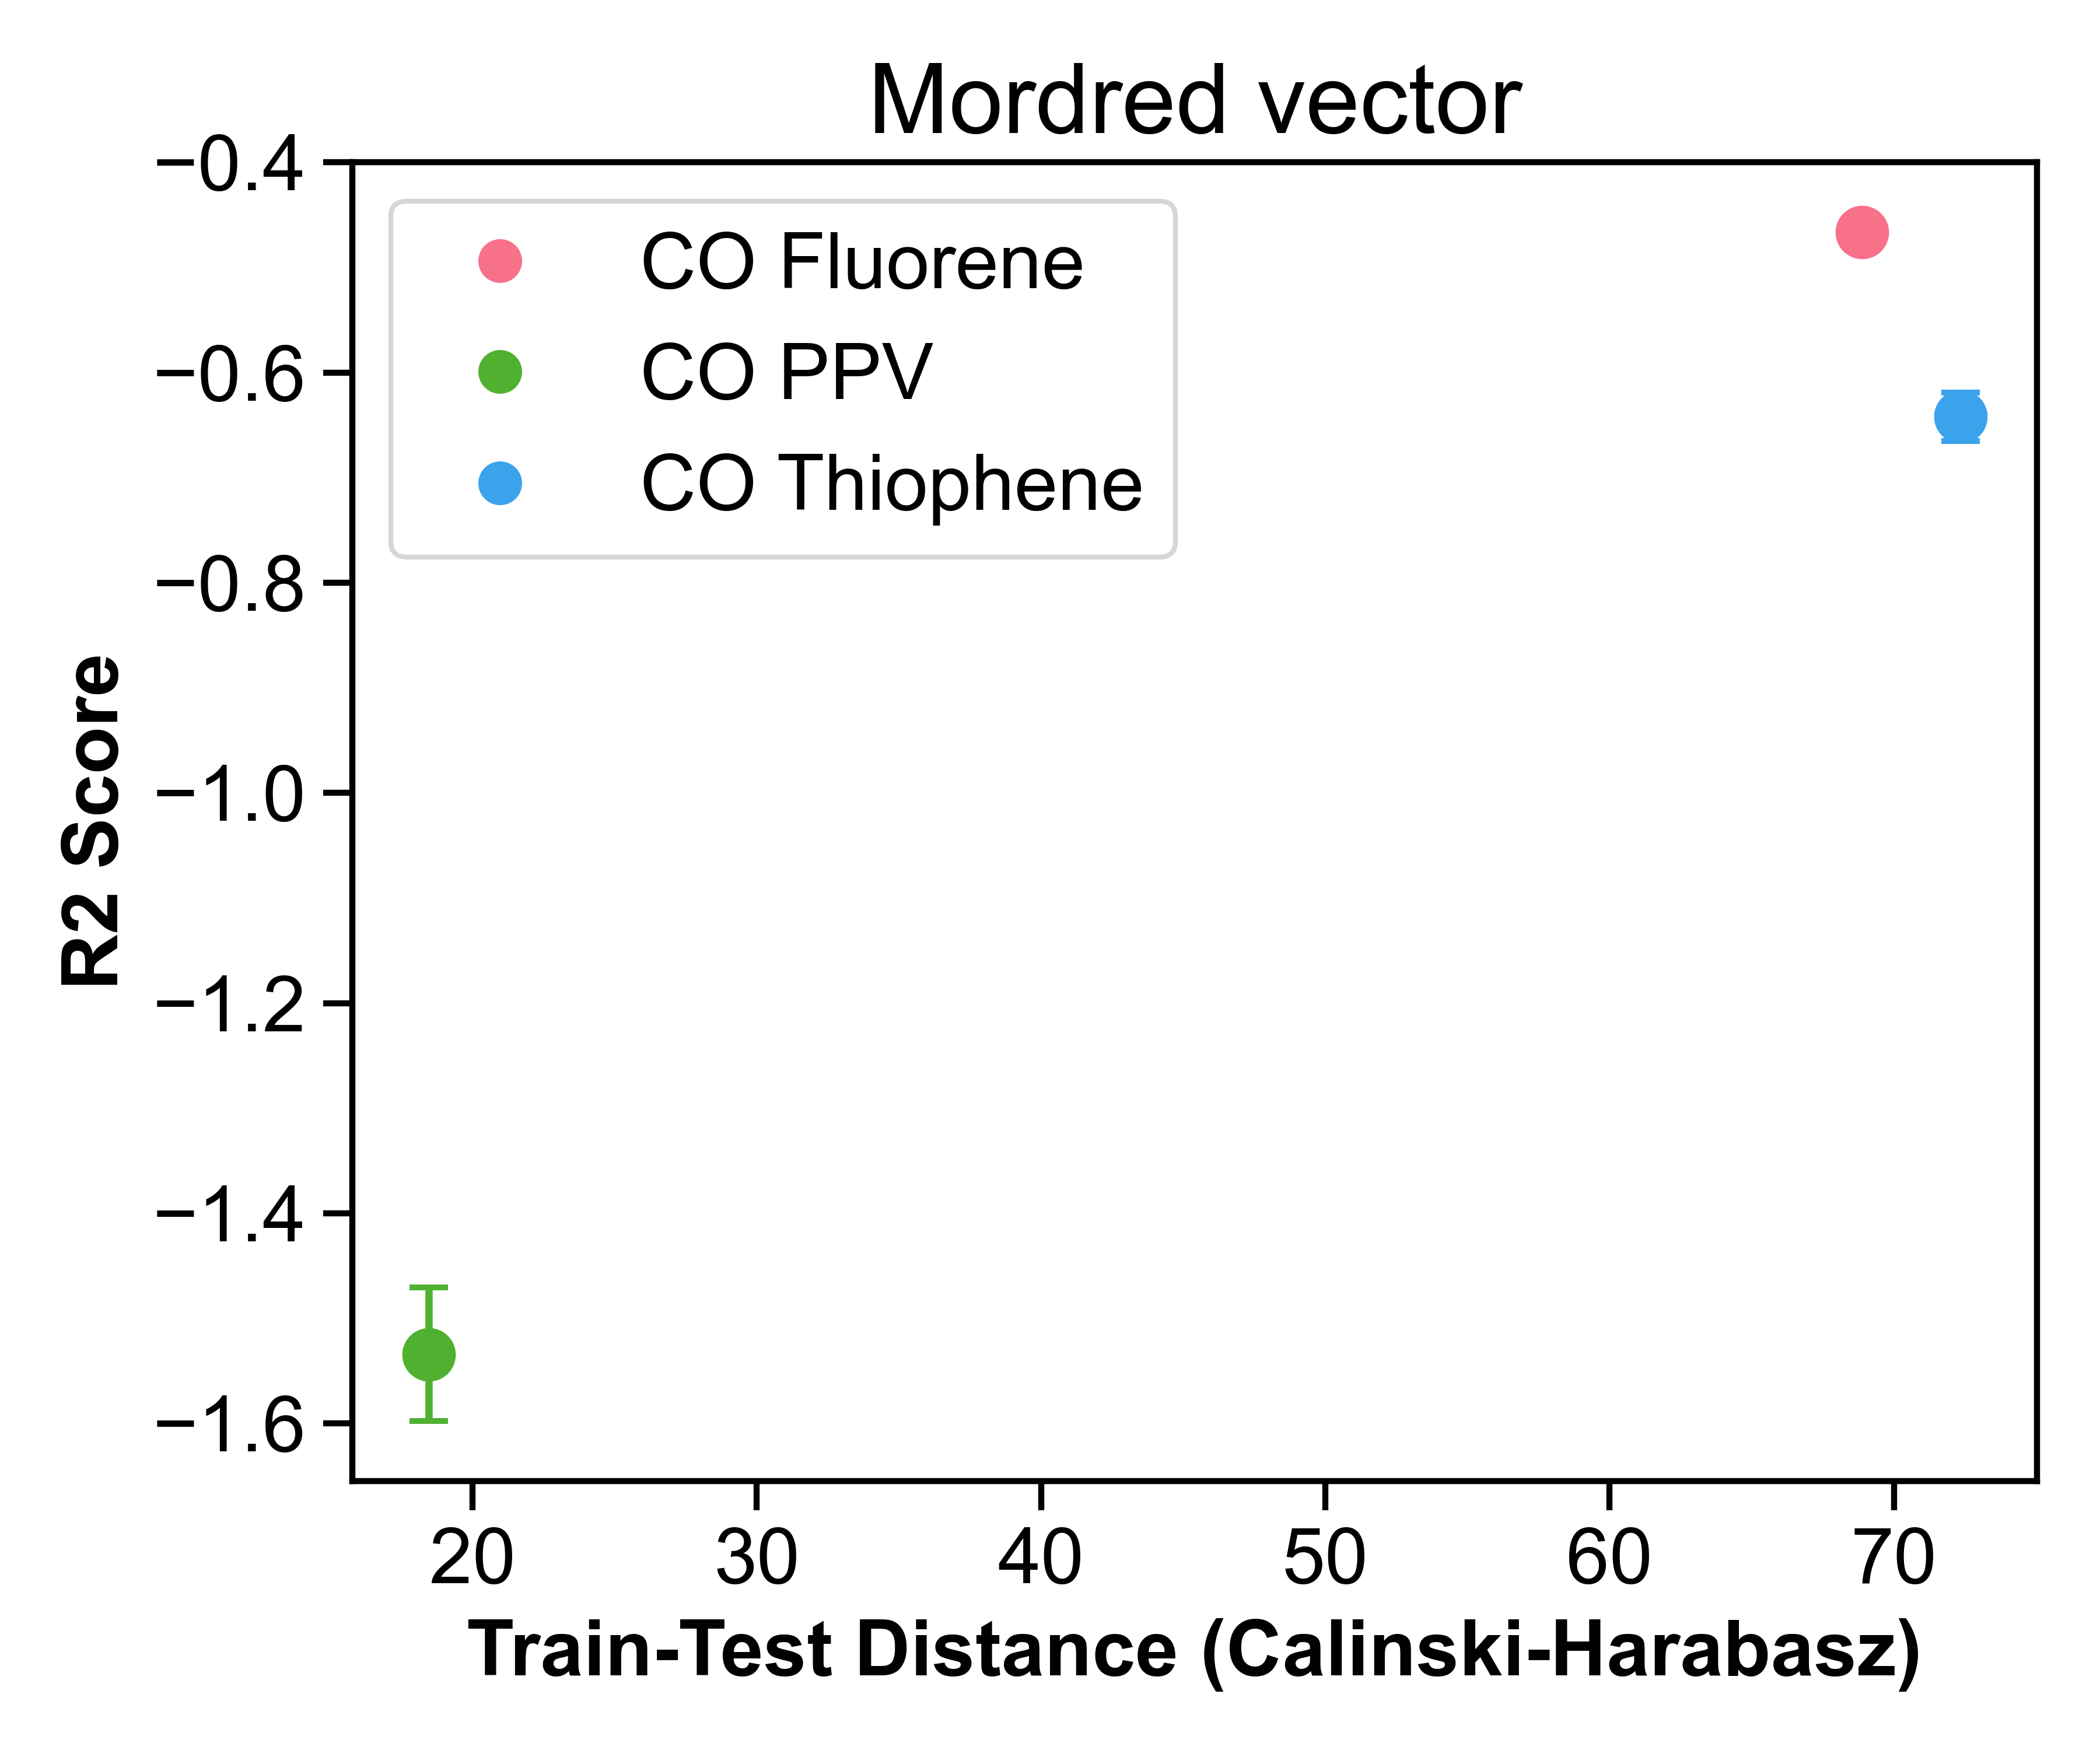 Mordred vector
−0.4
−0.6
−0.8
−1.0
−1.2
−1.4
−1.6
R2 Score
CO Fluorene
CO PPV
CO Thiophene
20 30 40 50 60 70
Train-Test Distance (Calinski-Harabasz)